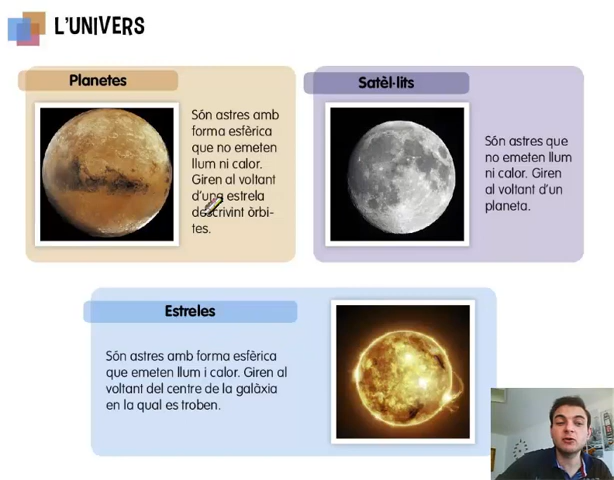 L'UNIVERS
Planetes
Són astres amb
forma esfèrica
que no emeten
llum ni calor.
Giren al voltant
d'una estrela
descrivint òrbi-
tes.
Satèl·lits
Són astres que
no emeten llum
ni calor. Giren
al voltant d'un
planeta.
Estreles
Són astres amb forma esfèrica
que emeten llum i calor. Giren al
voltant del centre de la galàxia
en la qual es troben.